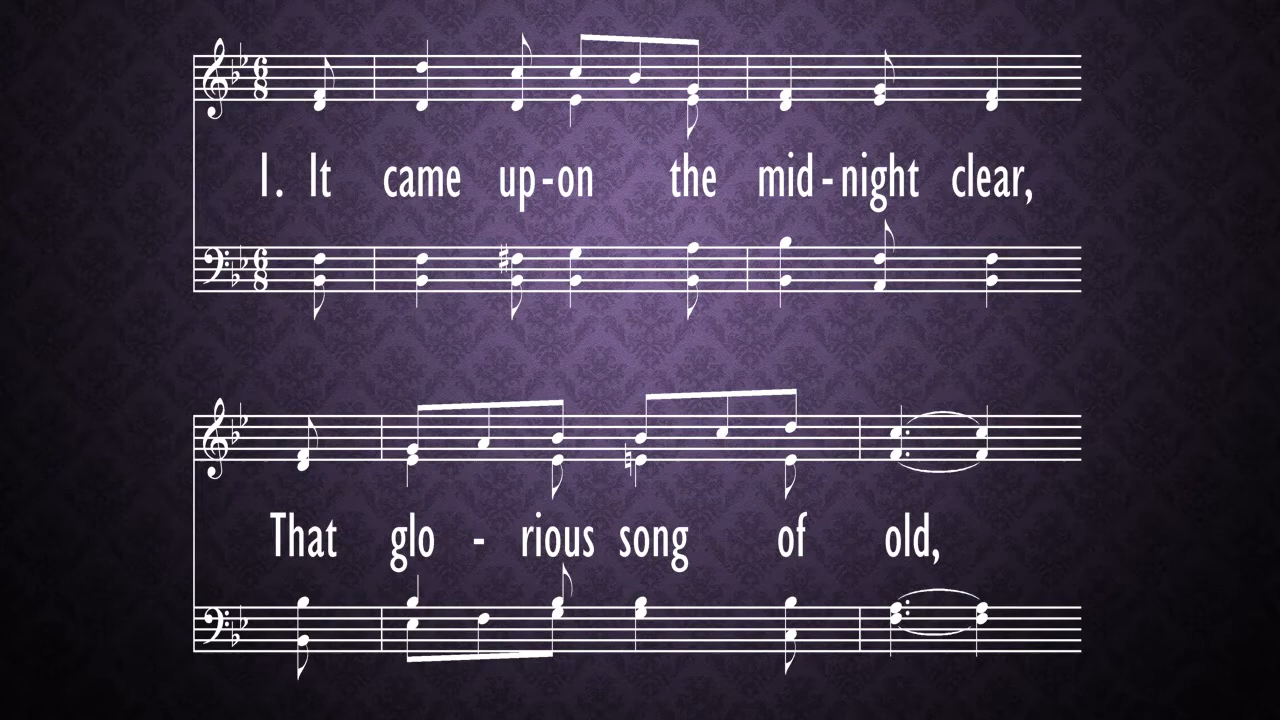 1. It came up-on the mid-night clear,
That glo - rious song of old,